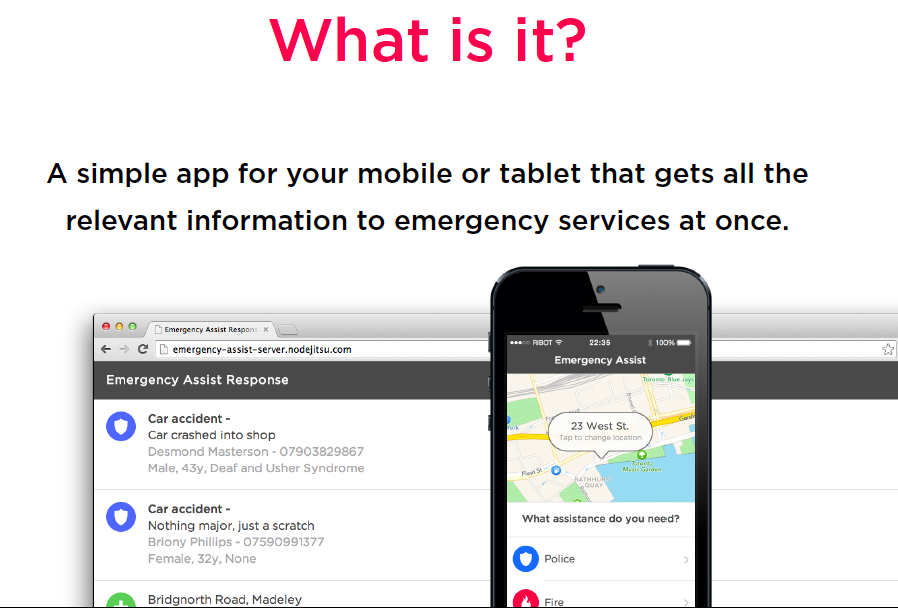 What is it?
A simple app for your mobile or tablet that gets all the
relevant information to emergency services at once.
Emergency Assist Respons
emergency-assist-server.nodejitsu.com
Emergency Assist Response
Car accident -
Car crashed into shop
Desmond Masterson - 07903829867
Male, 43y, Deaf and Usher Syndrome
Car accident -
Nothing major, just a scratch
Briony Phillips - 07590991377
Female, 32y, None
Bridgnorth Road, Madeley
RIBOT 22:35 100%
Emergency Assist
Toronto Blue Jays
23 West St.
Tap to change location
Fleet St
Toronto
Music Garden
BATHURST
QUAY
What assistance do you need?
Police
Fire